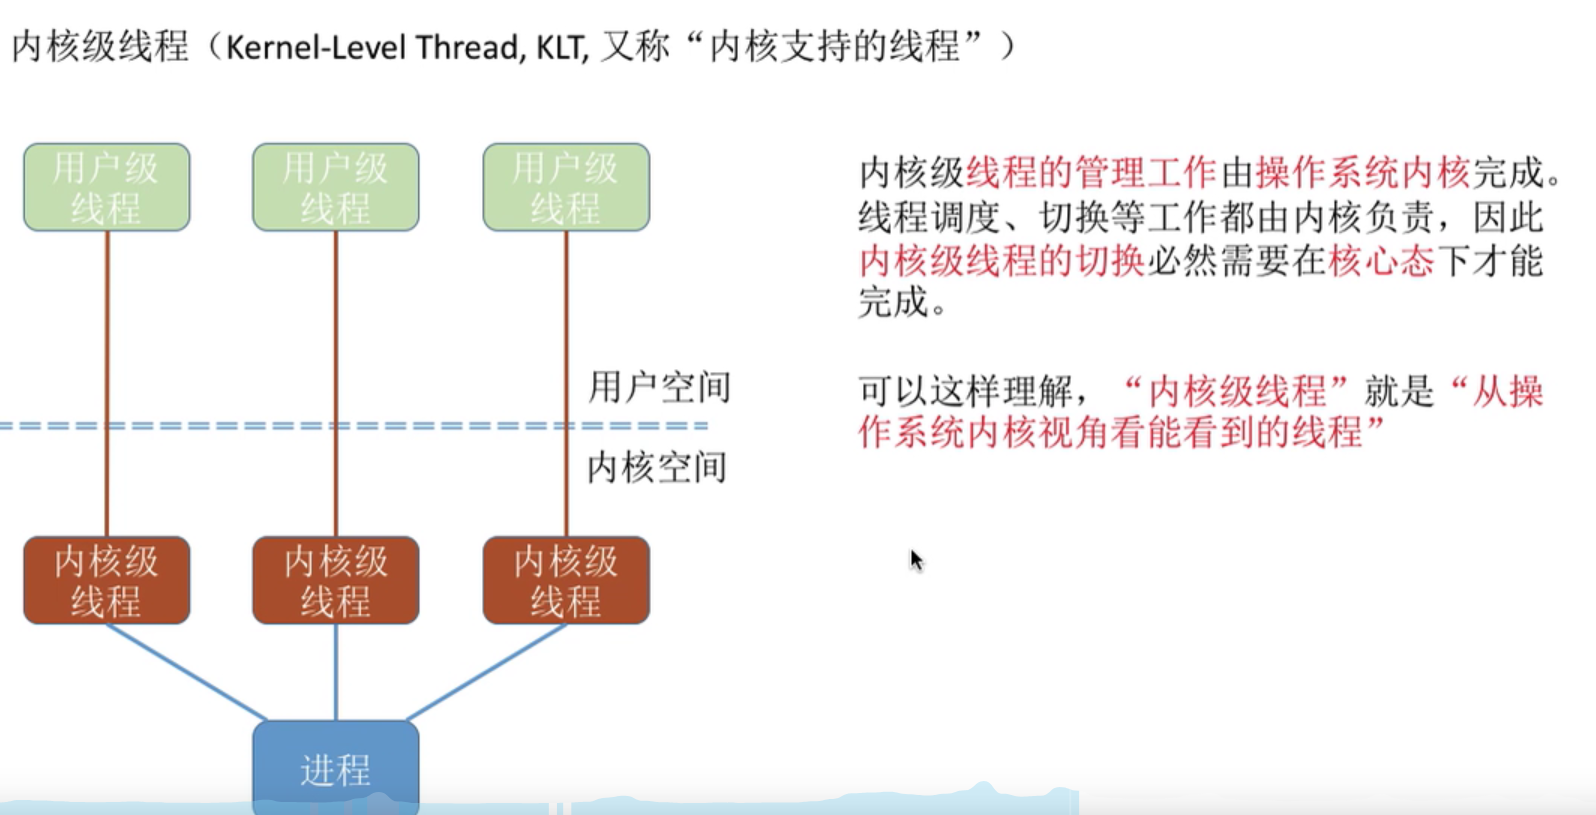 内核级线程（Kernel-Level Thread, KLT, 又称“内核支持的线程”）
用户级
线程
用户级
线程
用户级
线程
用户空间
内核空间
内核级
线程
内核级
线程
内核级
线程
进程
内核级线程的管理工作由操作系统内核完成。
线程调度、切换等工作都由内核负责，因此
内核级线程的切换必然需要在核心态下才能
完成。
可以这样理解，“内核级线程”就是“从操
作系统内核视角看能看到的线程”